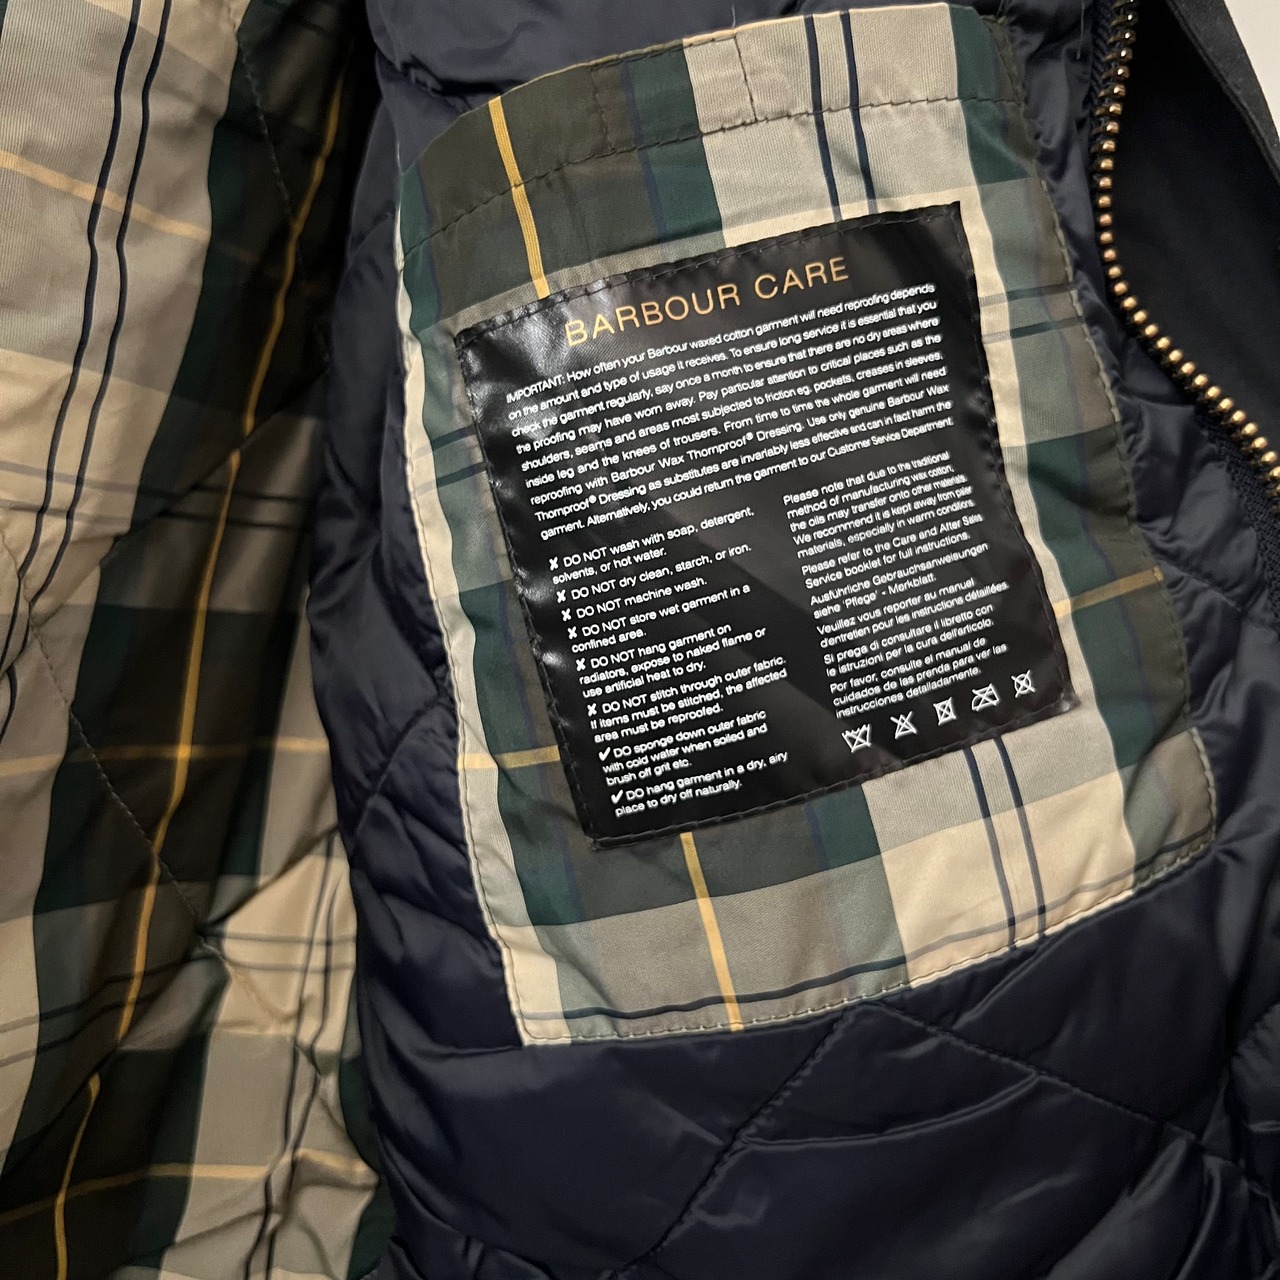 BARBOUR CARE
IMPORTANT: How often your Barbour waxed cotton garment will need reproofing depends
on the amount and type of usage it receives. To ensure long service it is essential that you
check the garment regularly, say once a month to ensure that there are no dry areas where
the proofing may have worn away. Pay particular attention to critical places such as the
shoulders, seams and areas most subjected to friction eg. pockets, creases in sleeves,
inside leg and the knees of trousers. From time to time the whole garment will need
reproofing with Barbour Wax Thornproof® Dressing. Use only genuine Barbour Wax
Thornproof® Dressing as substitutes are invariably less effective and can in fact harm the
garment. Alternatively, you could return the garment to our Customer Service Department.
✘ DO NOT wash with soap, detergent,
solvents, or hot water.
✘ DO NOT dry clean, starch, or iron.
✘ DO NOT machine wash.
✘ DO NOT store wet garment in a
confined area.
✘ DO NOT hang garment on
radiators, expose to naked flame or
use artificial heat to dry.
✘ DO NOT stitch through outer fabric.
If items must be stitched, the affected
area must be reproofed.
✔ DO sponge down outer fabric
with cold water when soiled and
brush off grit etc.
✔ DO hang garment in a dry, airy
place to dry off naturally.
Please note that due to the traditional
method of manufacturing wax cotton,
the oils may transfer onto other materials.
We recommend it is kept away from paler
materials, especially in warm conditions.
Please refer to the Care and After Sales
Service booklet for full instructions.
Ausführliche Gebrauchsanweisungen
siehe 'Pflege' - Merkblatt.
Veuillez vous reporter au manuel
d'entretien pour les instructions détaillées.
Si prega di consultare il libretto con
le istruzioni per la cura dell'articolo.
Por favor, consulte el manual de
cuidados de las prenda para ver las
instrucciones detalladamente.